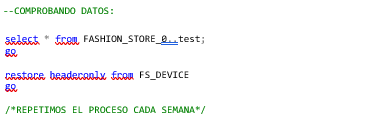 --COMPROBANDO DATOS:
select * from FASHION_STORE_0..test;
go
restore headeronly from FS_DEVICE
go
/*REPETIMOS EL PROCESO CADA SEMANA*/